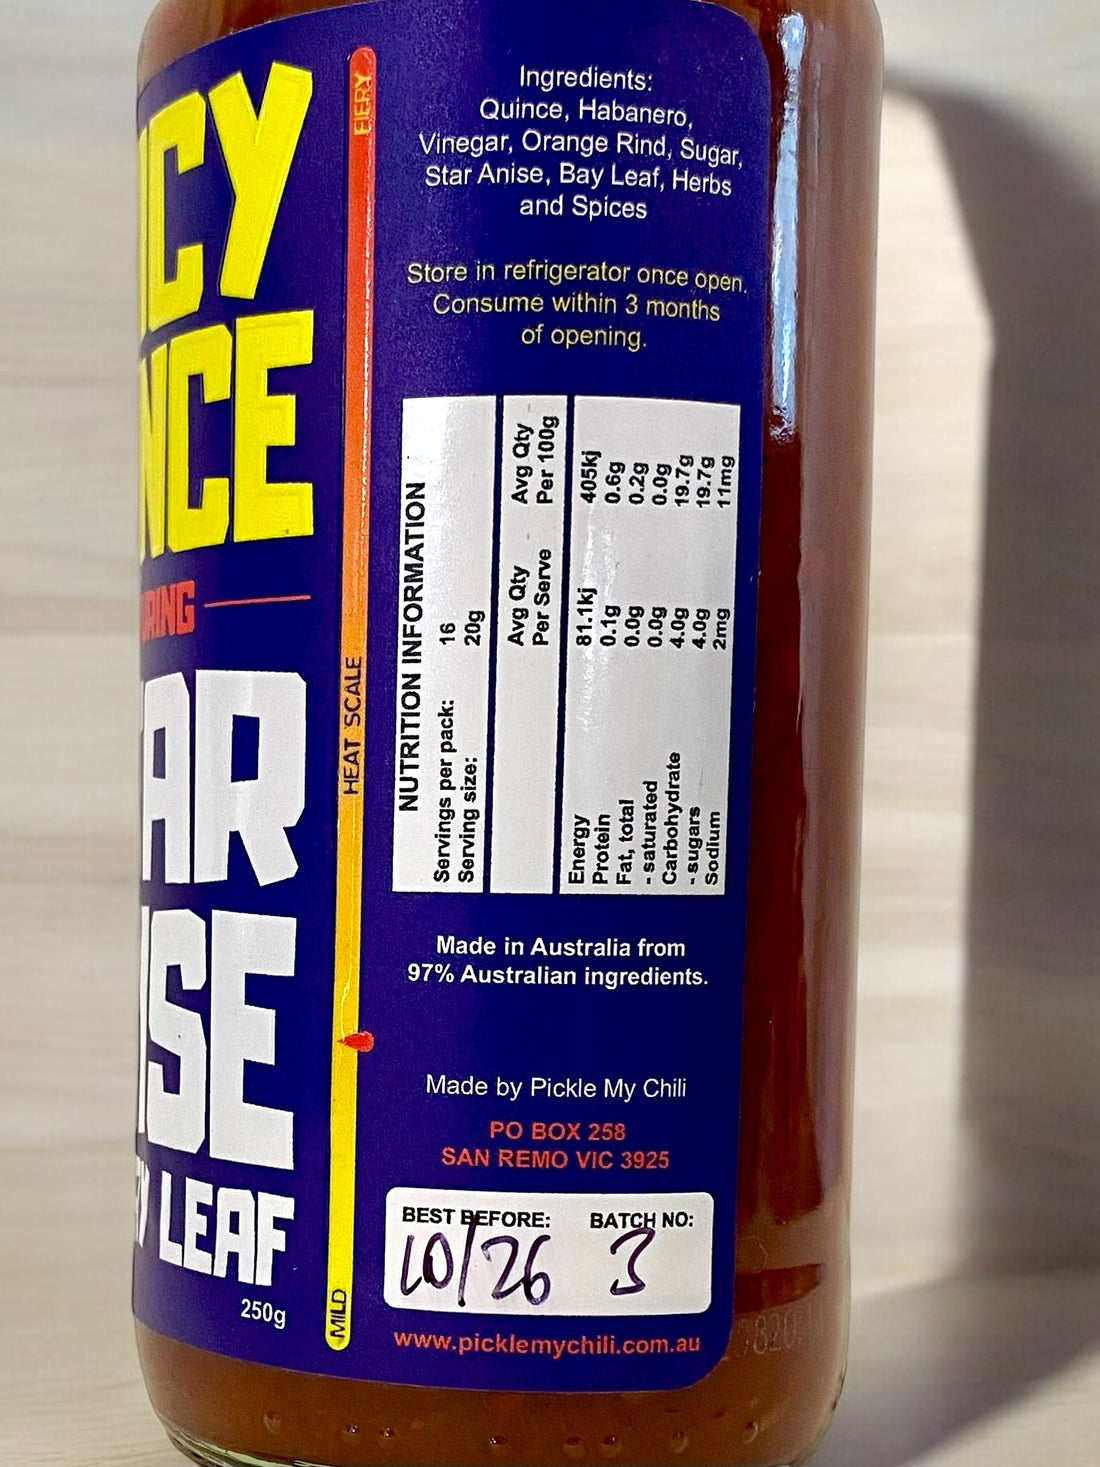 ICY
NCE
RING
AR
ISE
Y LEAF
250g
FIERY
HEAT SCALE
MILD
Ingredients:
Quince, Habanero,
Vinegar, Orange Rind, Sugar,
Star Anise, Bay Leaf, Herbs
and Spices
Store in refrigerator once open.
Consume within 3 months
of opening.
NUTRITION INFORMATION
Servings per pack: 16
Serving size: 20g
Avg Qty Avg Qty
Per Serve Per 100g
Energy 81.1kj 405kj
Protein 0.1g 0.6g
Fat, total 0.0g 0.2g
- saturated 0.0g 0.0g
Carbohydrate 4.0g 19.7g
- sugars 4.0g 19.7g
Sodium 2mg 11mg
Made in Australia from
97% Australian ingredients.
Made by Pickle My Chili
PO BOX 258
SAN REMO VIC 3925
BEST BEFORE: BATCH NO:
10/26 3
www.picklemychili.com.au